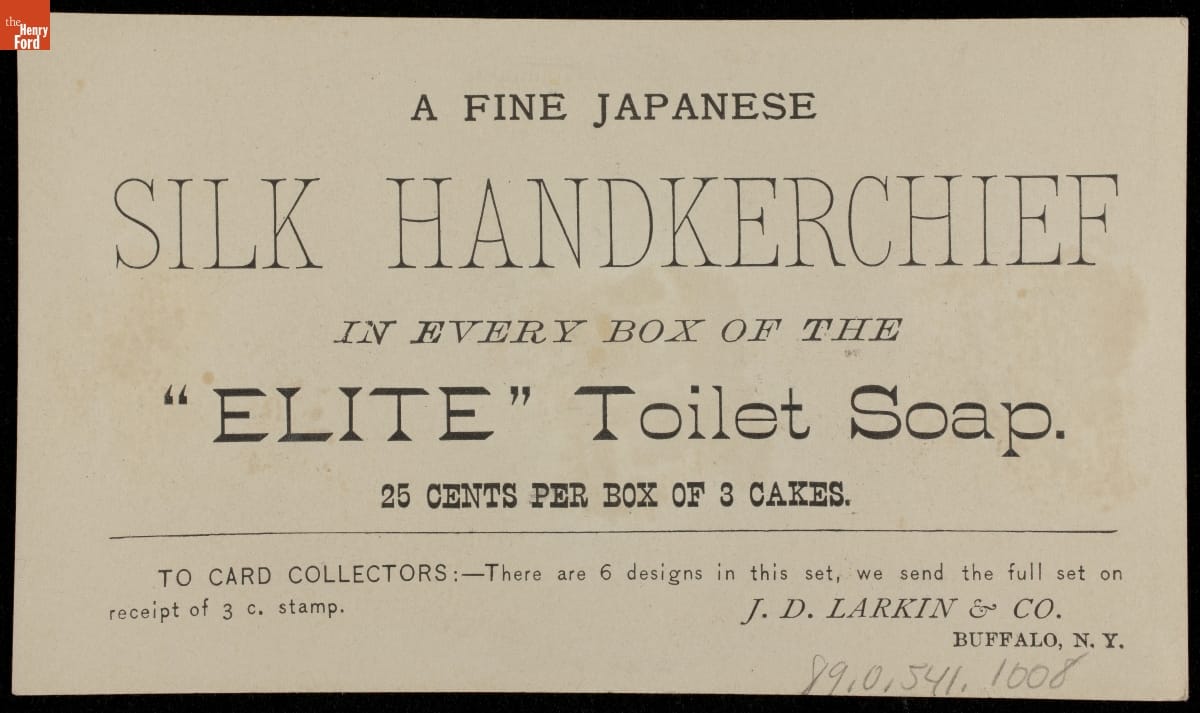 the
Henry
Ford
A FINE JAPANESE
SILK HANDKERCHIEF
IN EVERY BOX OF THE
“ELITE” Toilet Soap.
25 CENTS PER BOX OF 3 CAKES.
TO CARD COLLECTORS:—There are 6 designs in this set, we send the full set on
receipt of 3 c. stamp.
J. D. LARKIN & CO.
BUFFALO, N. Y.
89.0.541.1008